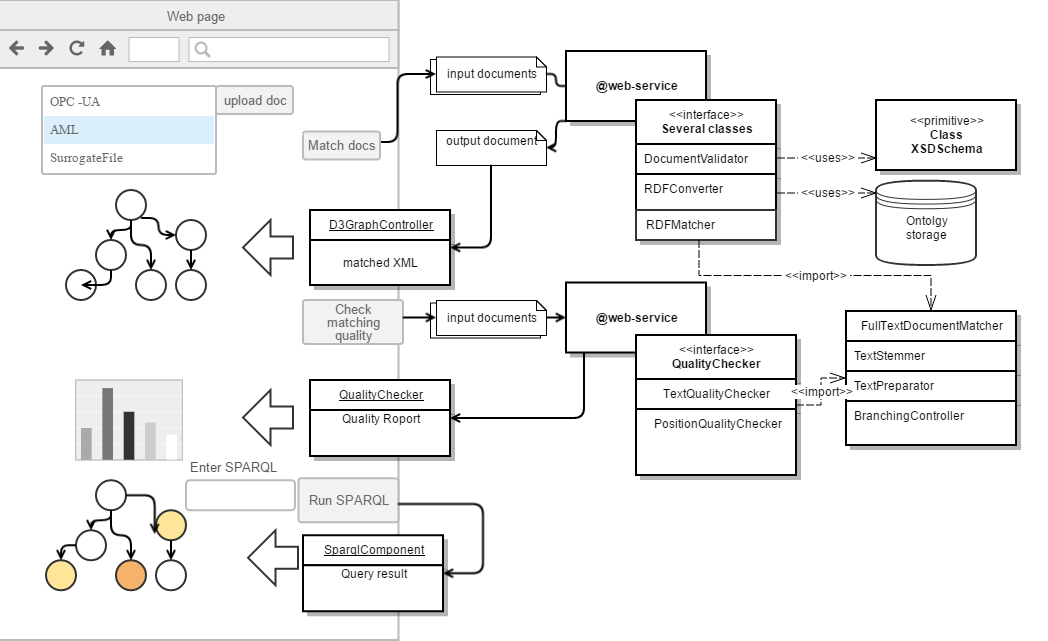 Web page
OPC -UA
AML
SurrogateFile
upload doc
Match docs
input documents
output document
@web-service
<<interface>>
Several classes
DocumentValidator
RDFConverter
RDFMatcher
<<uses>>
<<uses>>
<<primitive>>
Class
XSDSchema
Ontolgy
storage
D3GraphController
matched XML
<<import>>
Check
matching
quality
input documents
@web-service
<<interface>>
QualityChecker
TextQualityChecker
PositionQualityChecker
<<import>>
FullTextDocumentMatcher
TextStemmer
TextPreparator
BranchingController
QualityChecker
Quality Roport
Enter SPARQL
Run SPARQL
SparqlComponent
Query result